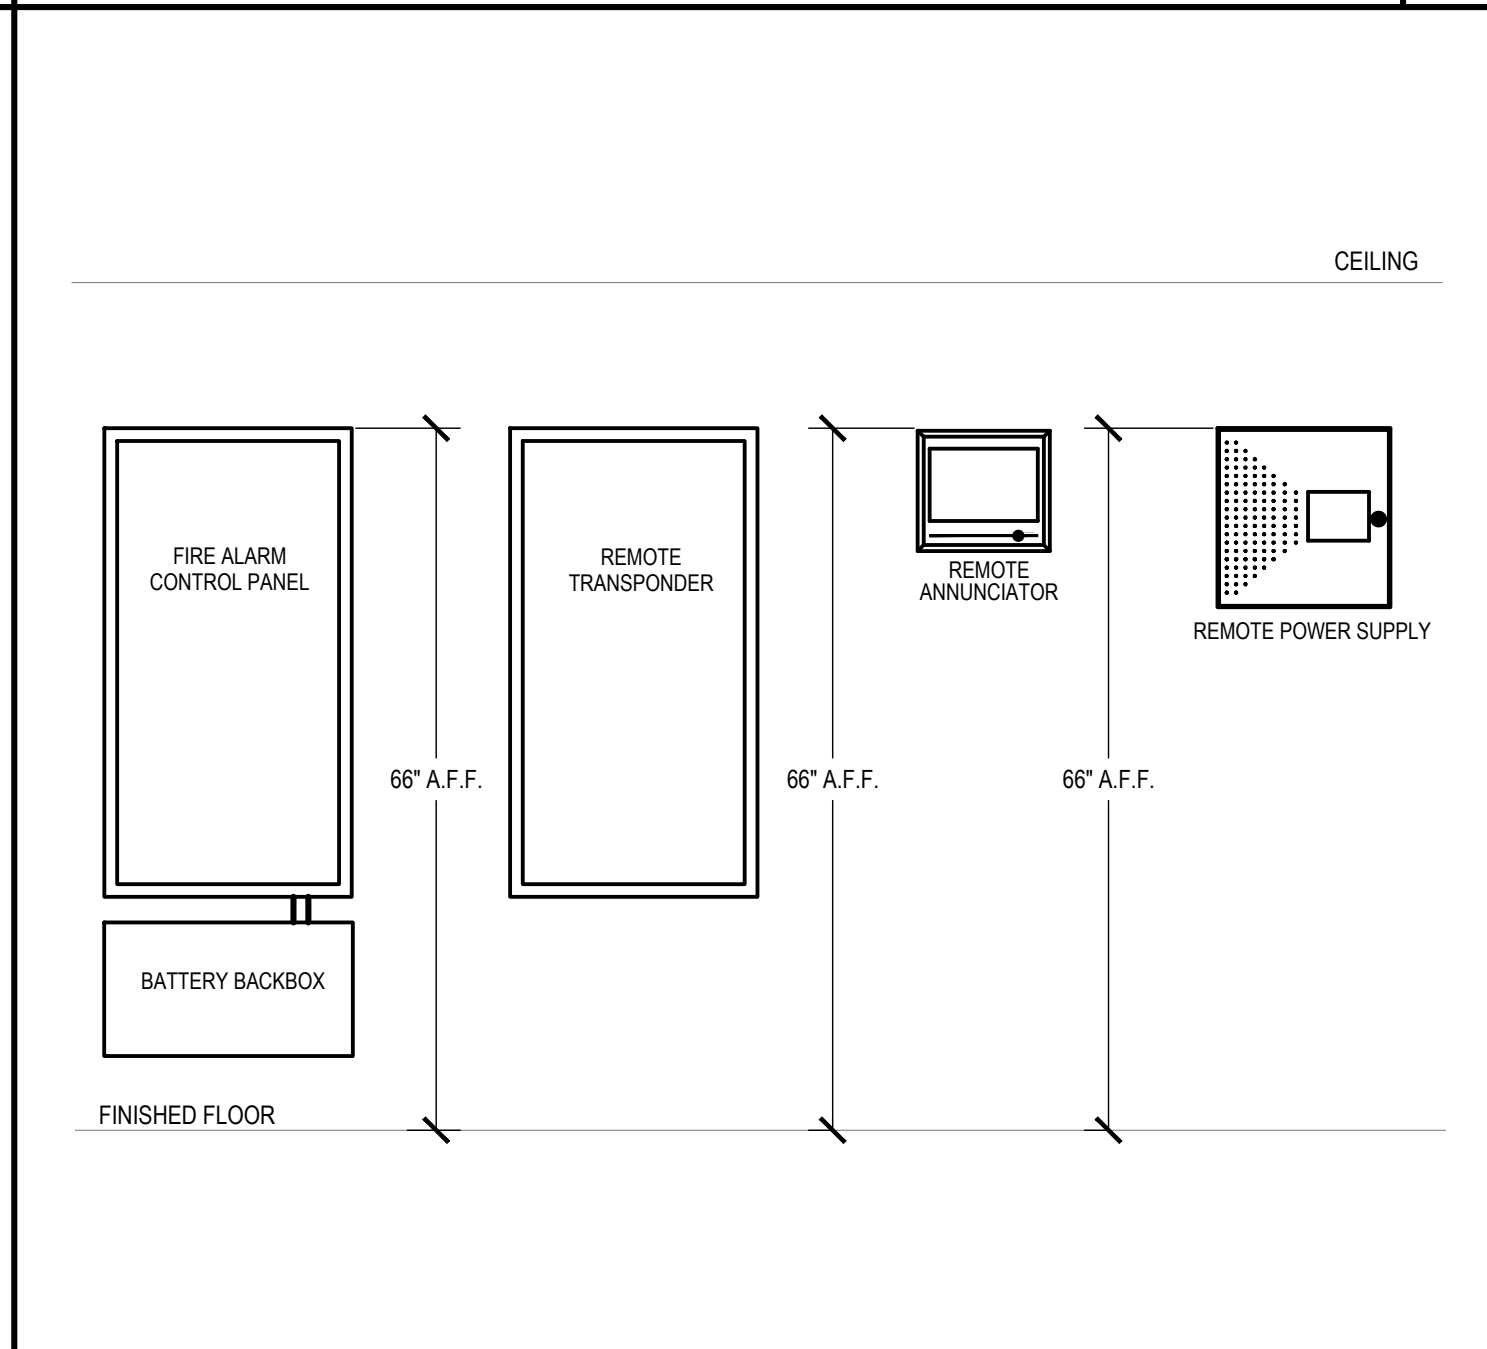 CEILING
FIRE ALARM
CONTROL PANEL
REMOTE
TRANSPONDER
REMOTE
ANNUNCIATOR
REMOTE POWER SUPPLY
66" A.F.F.
66" A.F.F.
66" A.F.F.
BATTERY BACKBOX
FINISHED FLOOR